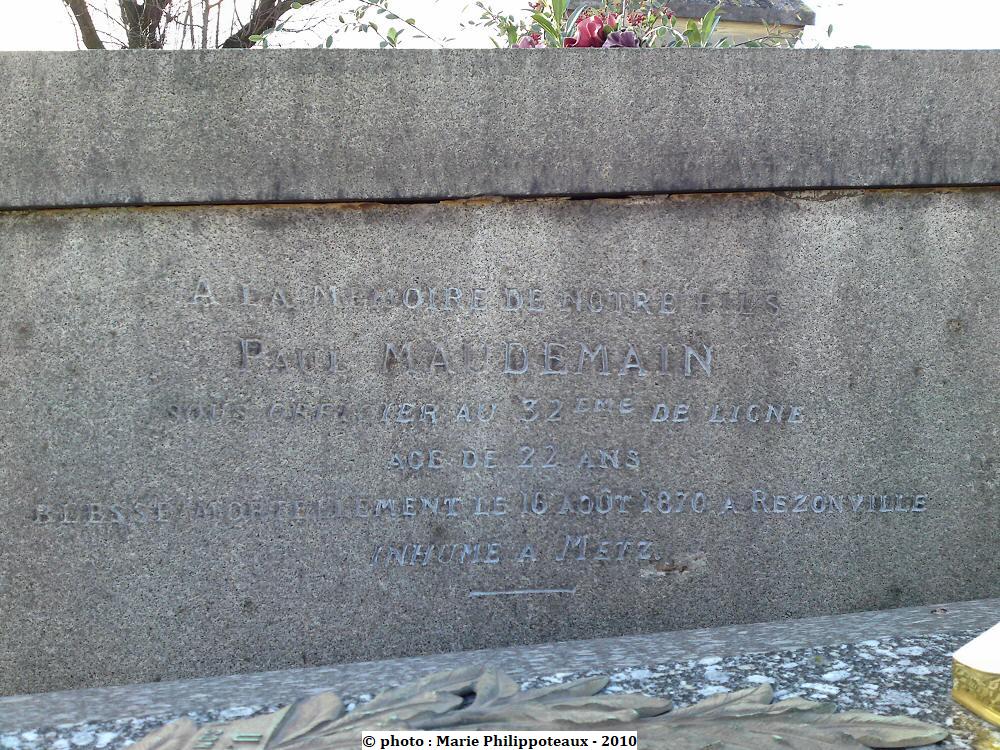 A LA MEMOIRE DE NOTRE FILS
PAUL MAUDEMAIN
SOUS OFFICIER AU 32EME DE LIGNE
AGE DE 22 ANS
BLESSE MORTELLEMENT LE 16 AOÛT 1870 A REZONVILLE
INHUME A METZ.
© photo : Marie Philippoteaux - 2010